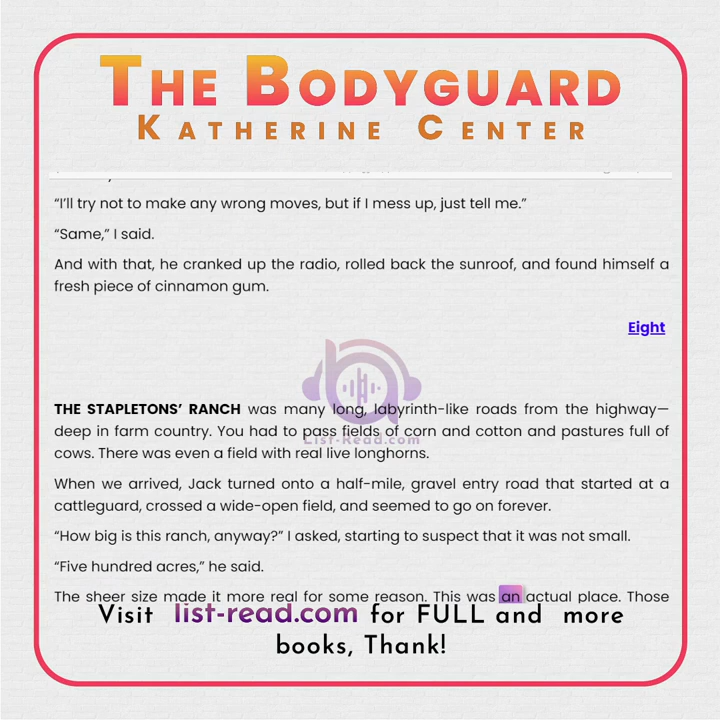 THE BODYGUARD
KATHERINE CENTER
“I’ll try not to make any wrong moves, but if I mess up, just tell me.”
“Same,” I said.
And with that, he cranked up the radio, rolled back the sunroof, and found himself a
fresh piece of cinnamon gum.
Eight
THE STAPLETONS’ RANCH was many long, labyrinth-like roads from the highway—
deep in farm country. You had to pass fields of corn and cotton and pastures full of
List-Read.com
cows. There was even a field with real live longhorns.
When we arrived, Jack turned onto a half-mile, gravel entry road that started at a
cattleguard, crossed a wide-open field, and seemed to go on forever.
“How big is this ranch, anyway?” I asked, starting to suspect that it was not small.
“Five hundred acres,” he said.
The sheer size made it more real for some reason. This was an actual place. Those
Visit list-read.com for FULL and more
books, Thank!